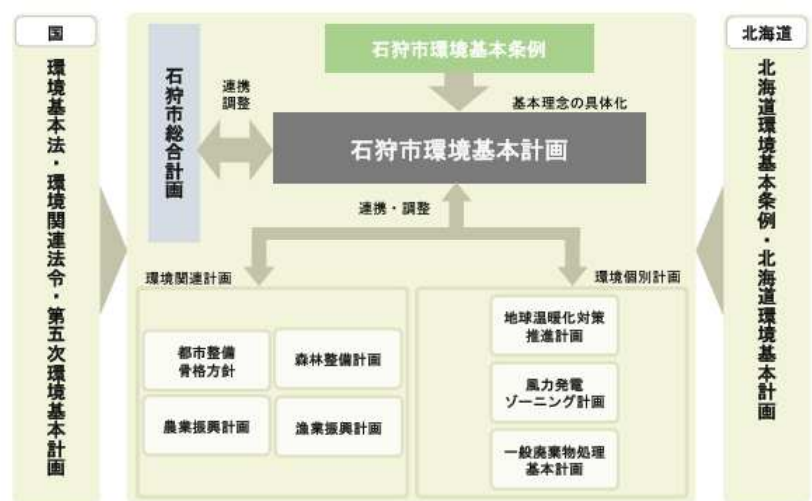 国
環境基本法・環境関連法令・第五次環境基本計画
石狩市総合計画
連携
調整
石狩市環境基本条例
基本理念の具体化
石狩市環境基本計画
連携・調整
環境関連計画
都市整備
骨格方針
森林整備計画
農業振興計画
漁業振興計画
環境個別計画
地球温暖化対策
推進計画
風力発電
ゾーニング計画
一般廃棄物処理
基本計画
北海道
北海道環境基本条例・北海道環境基本計画